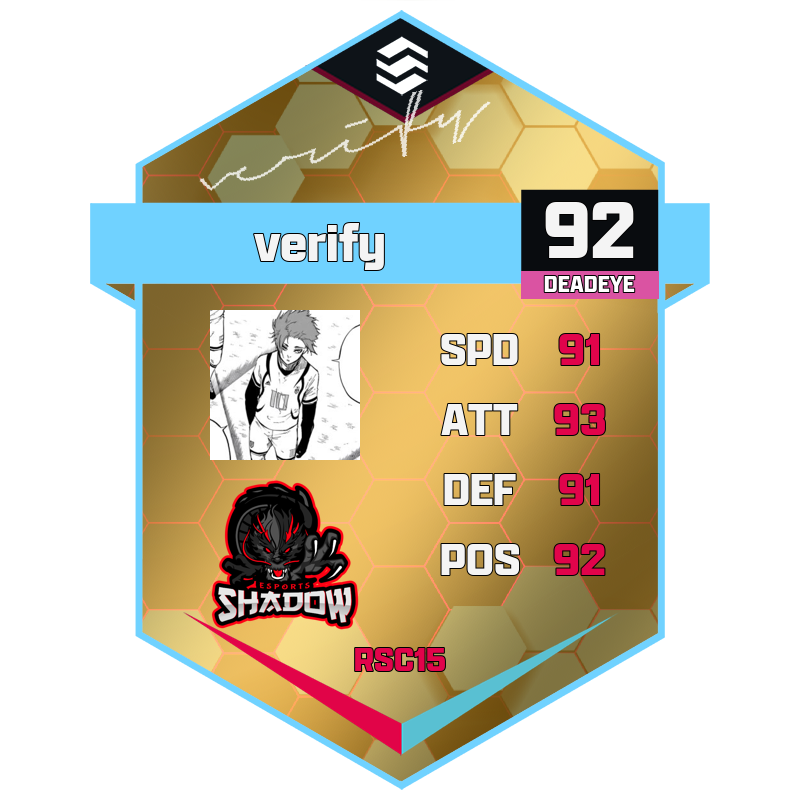 verify
verify
92
DEADEYE
SPD 91
ATT 93
DEF 91
POS 92
ESPORTS
SHADOW
RSC15